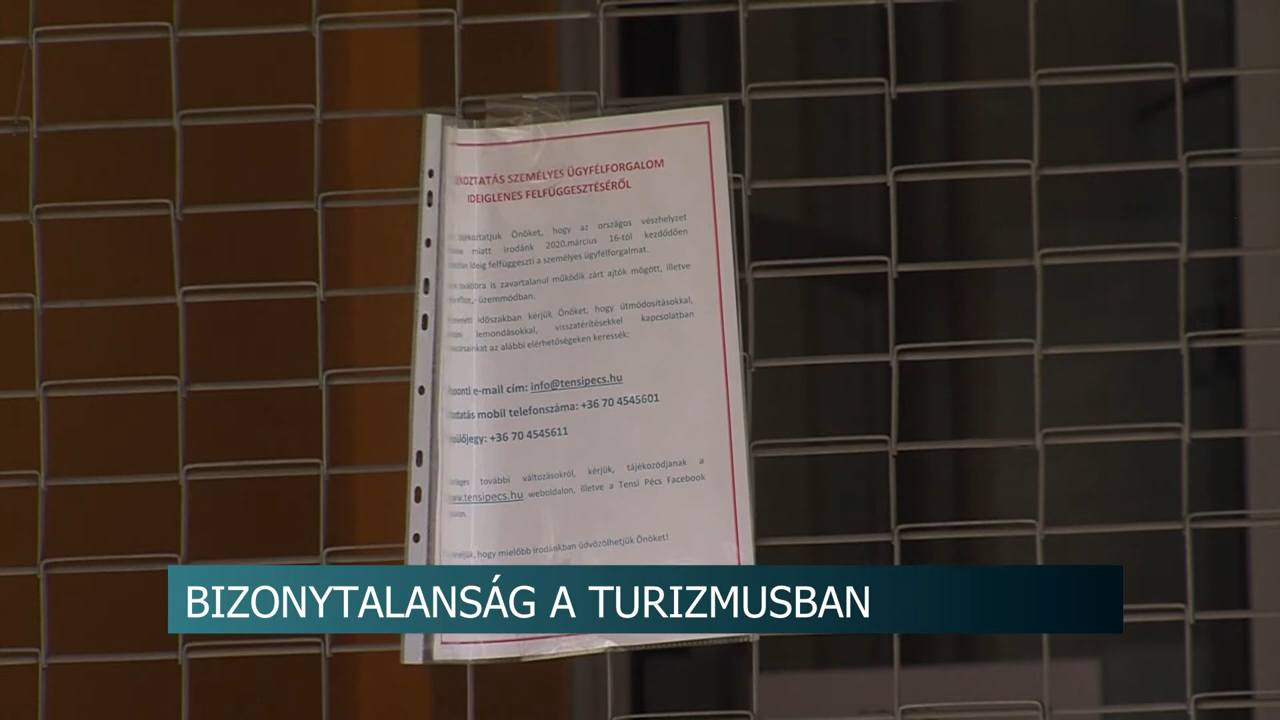 SZEMÉLYES ÜGYFÉLFORGALOM
IDEIGLENES FELFÜGGESZTÉSÉRŐL
Önöket, hogy az országos vészhelyzet
miatt irodánk 2020.március 16-tól kezdődően
ideig felfüggeszti a személyes ügyfélforgalmat.
is zavartalanul működik zárt ajtók mögött, illetve
üzemmódban.
időszakban kérjük Önöket, hogy útmódosításokkal,
lemondásokkal, visszatérítésekkel kapcsolatban
az alábbi elérhetőségeken keressék:
e-mail cím: info@tensipecs.hu
mobil telefonszáma: +36 70 4545601
+36 70 4545611
további változásokról, kérjük, tájékozódjanak a
www.tensipecs.hu weboldalon, illetve a Tensi Pécs Facebook
hogy mielőbb irodánkban üdvözölhetjük Önöket!
BIZONYTALANSÁG A TURIZMUSBAN